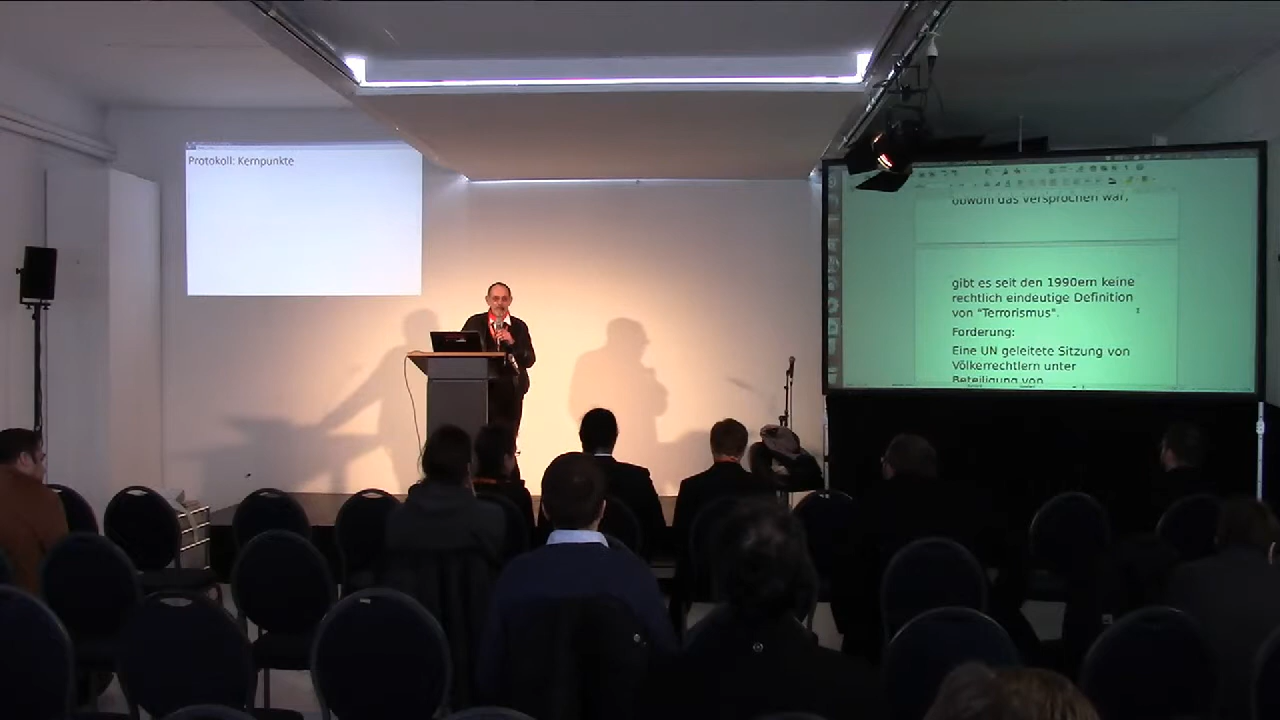 Protokoll: Kernpunkte
obwohl das versprochen war,
gibt es seit den 1990ern keine
rechtlich eindeutige Definition
von "Terrorismus".
Forderung:
Eine UN geleitete Sitzung von
Völkerrechtlern unter
Beteiligung von